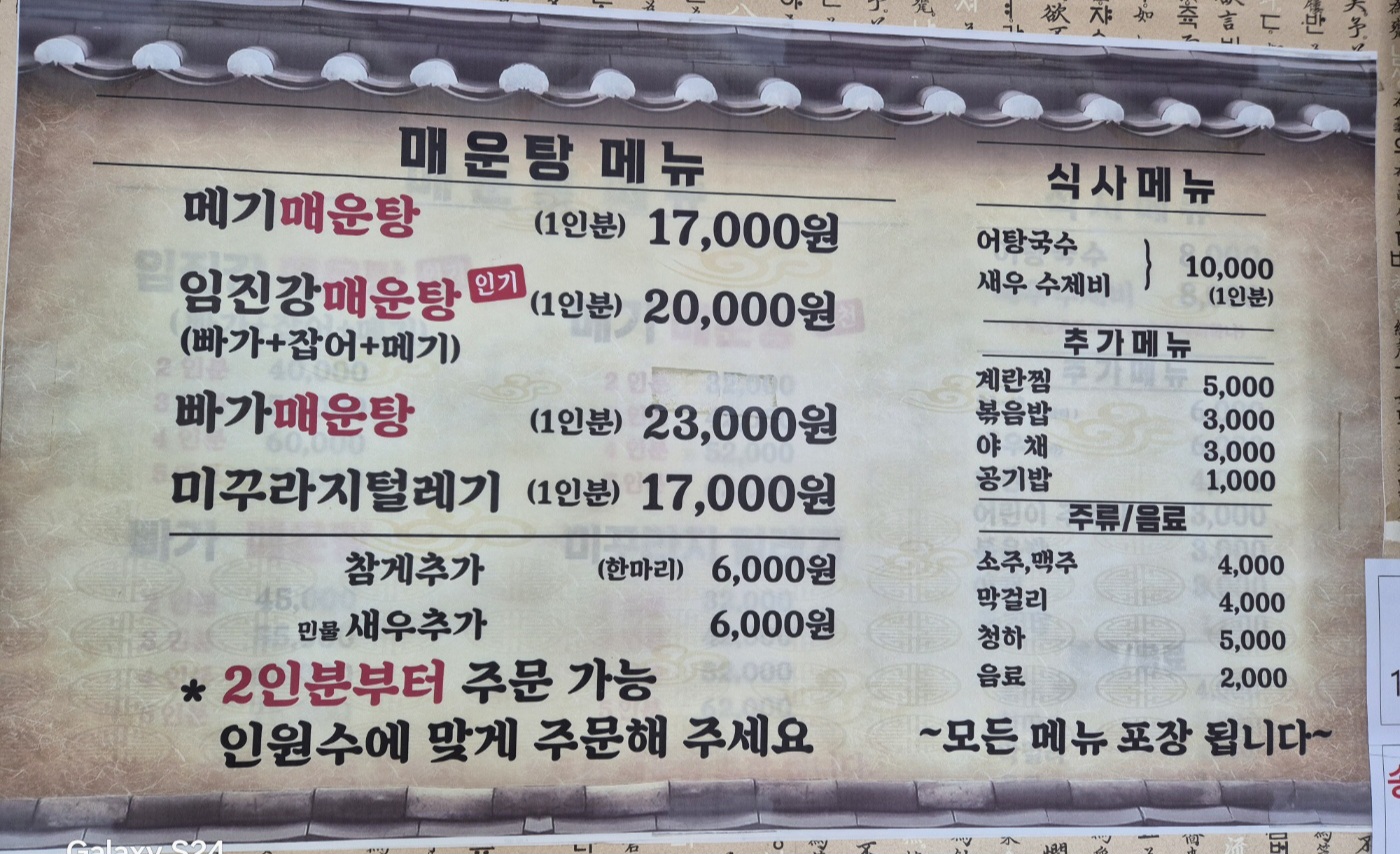 매운탕 메뉴
메기매운탕 (1인분) 17,000원
임진강매운탕 인기 (1인분) 20,000원
(빠가+잡어+메기)
빠가매운탕 (1인분) 23,000원
미꾸라지털레기 (1인분) 17,000원
참게추가 (한마리) 6,000원
민물 새우추가 6,000원
* 2인분부터 주문 가능
인원수에 맞게 주문해 주세요
식사메뉴
어탕국수
새우 수제비
} 10,000
(1인분)
추가메뉴
계란찜 5,000
볶음밥 3,000
야 채 3,000
공기밥 1,000
주류/음료
소주,맥주 4,000
막걸리 4,000
청하 5,000
음료 2,000
~모든 메뉴 포장 됩니다~
Galaxy S24